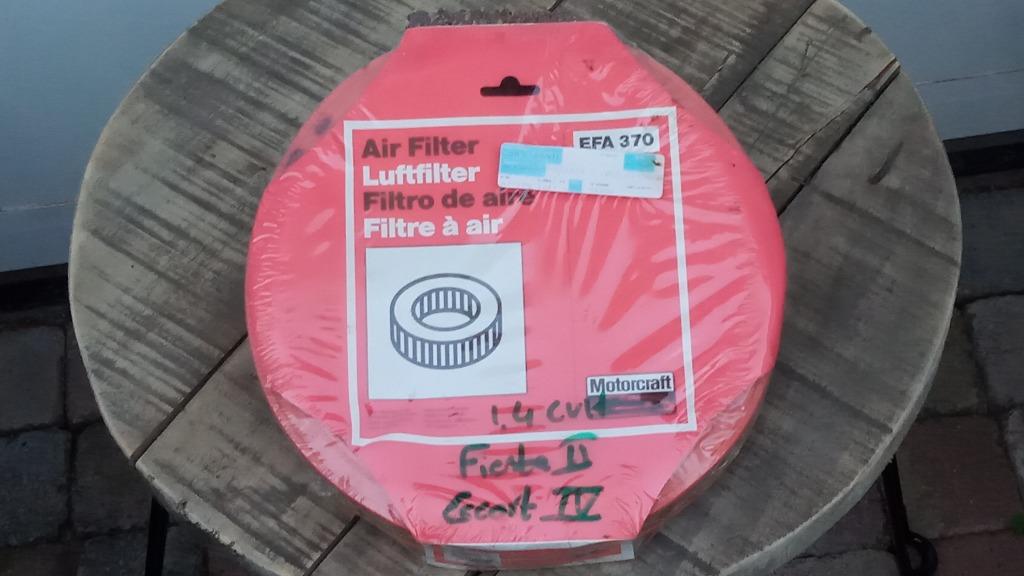 Air Filter
EFA 370
Luftfilter
Filtro de aire
Filtre à air
Motorcraft
1,4 CVH
Fiesta II
Escort IV